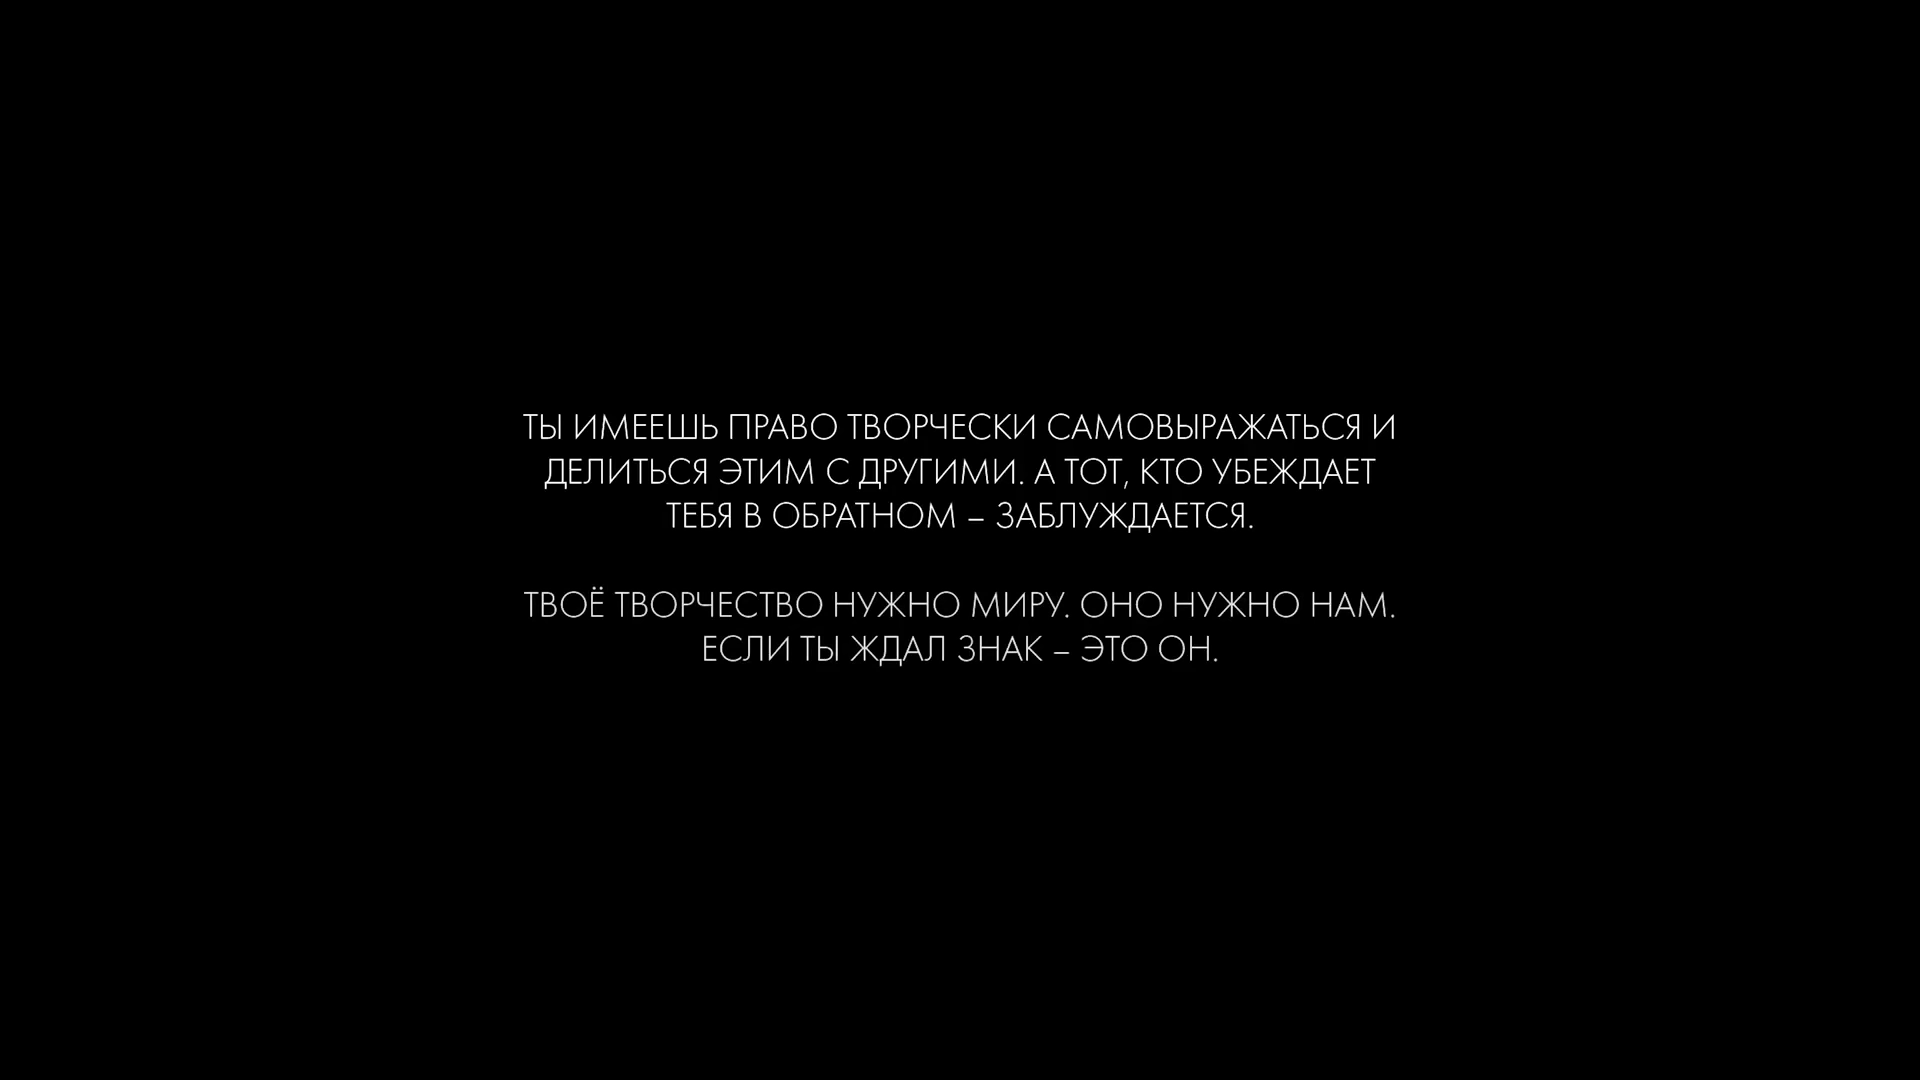 ТЫ ИМЕЕШЬ ПРАВО ТВОРЧЕСКИ САМОВЫРАЖАТЬСЯ И
ДЕЛИТЬСЯ ЭТИМ С ДРУГИМИ. А ТОТ, КТО УБЕЖДАЕТ
ТЕБЯ В ОБРАТНОМ – ЗАБЛУЖДАЕТСЯ.
ТВОЁ ТВОРЧЕСТВО НУЖНО МИРУ. ОНО НУЖНО НАМ.
ЕСЛИ ТЫ ЖДАЛ ЗНАК – ЭТО ОН.